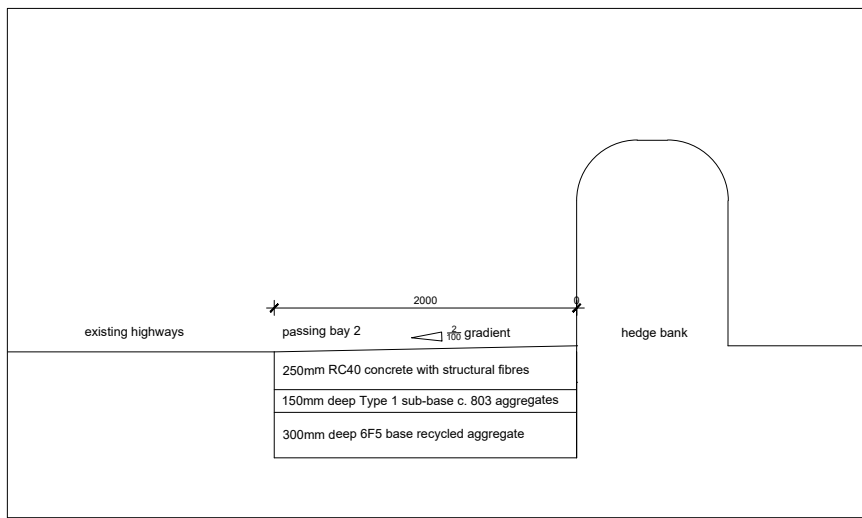 2000
0
existing highways
passing bay 2
2/100 gradient
hedge bank
250mm RC40 concrete with structural fibres
150mm deep Type 1 sub-base c. 803 aggregates
300mm deep 6F5 base recycled aggregate